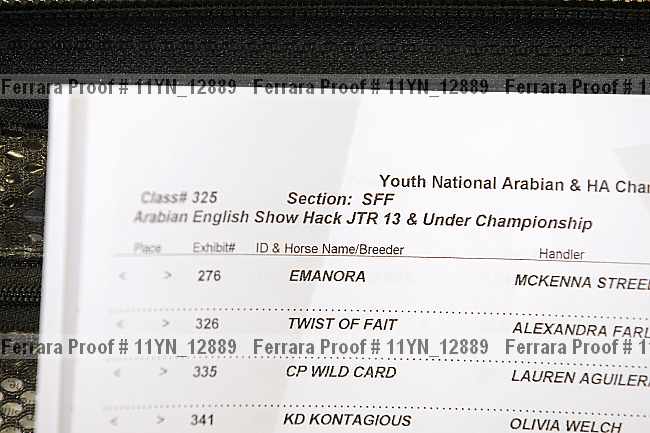 Ferrara Proof # 11YN_12889 Ferrara Proof # 11YN_12889 Ferrara Proof # 11YN
Youth National Arabian & HA Cham
Class# 325 Section: SFF
Arabian English Show Hack JTR 13 & Under Championship
Place Exhibit# ID & Horse Name/Breeder Handler
< > 276 EMANORA MCKENNA STREE
< > 326 TWIST OF FAIT ALEXANDRA FARL
Ferrara Proof # 11YN_12889 Ferrara Proof # 11YN_12889 Ferrara Proof # 11YN
< > 335 CP WILD CARD LAUREN AGUILER
< > 341 KD KONTAGIOUS OLIVIA WELCH